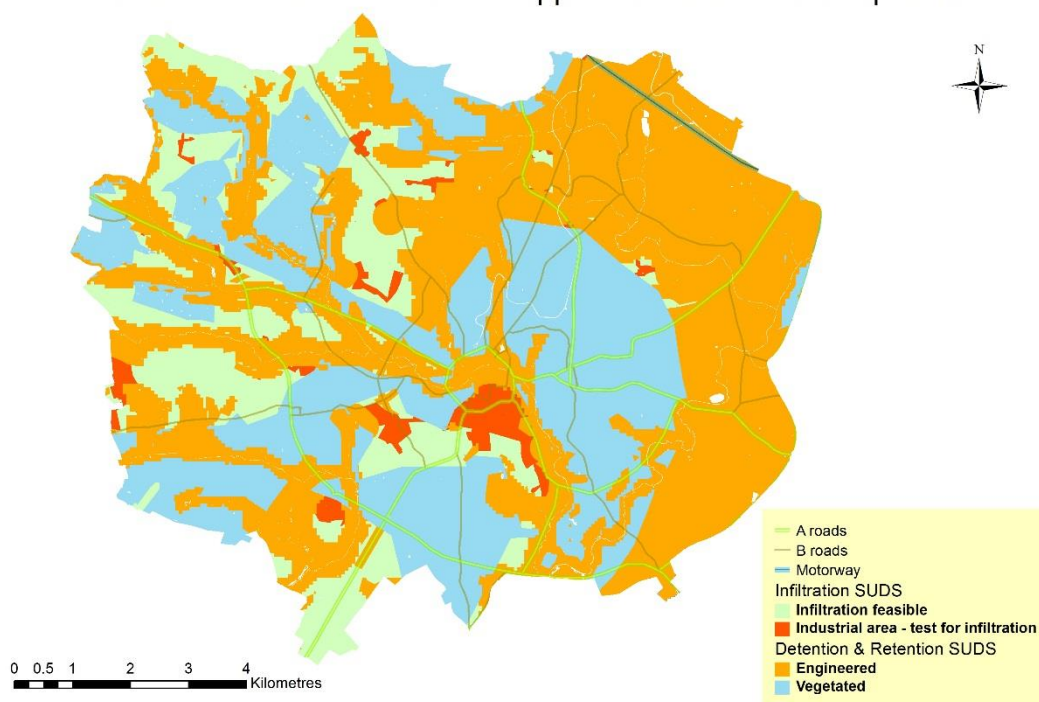 N
A roads
B roads
Motorway
Infiltration SUDS
Infiltration feasible
Industrial area - test for infiltration
Detention & Retention SUDS
Engineered
Vegetated
0 0.5 1 2 3 4
Kilometres